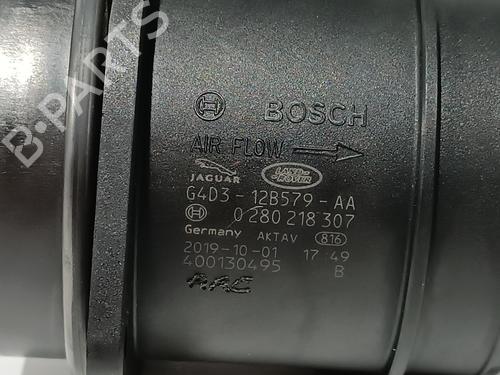 B-PARTS
BOSCH
AIR FLOW
JAGUAR LAND ROVER
G4D3-12B579-AA
0 280 218 307
Germany AKTAV 816
2019-10-01 17 49
400130495 B